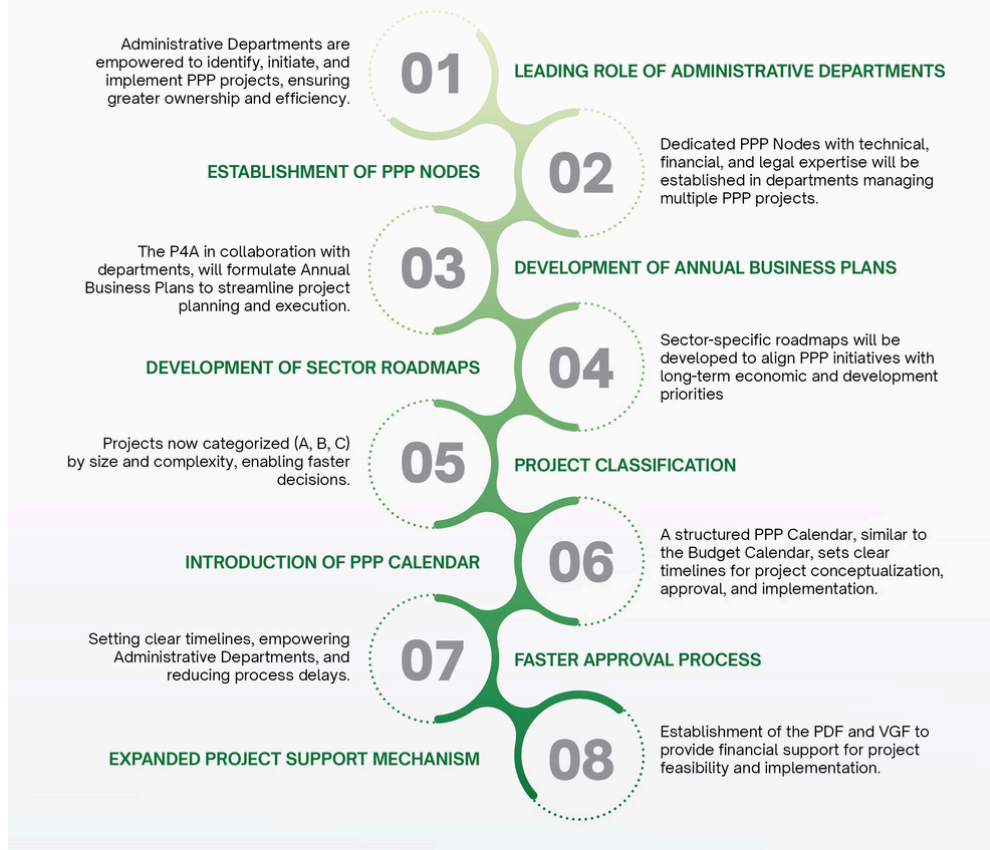 Administrative Departments are
empowered to identify, initiate, and
implement PPP projects, ensuring
greater ownership and efficiency.
01
LEADING ROLE OF ADMINISTRATIVE DEPARTMENTS
ESTABLISHMENT OF PPP NODES
02
Dedicated PPP Nodes with technical,
financial, and legal expertise will be
established in departments managing
multiple PPP projects.
The P4A in collaboration with
departments, will formulate Annual
Business Plans to streamline project
planning and execution.
03
DEVELOPMENT OF ANNUAL BUSINESS PLANS
DEVELOPMENT OF SECTOR ROADMAPS
04
Sector-specific roadmaps will be
developed to align PPP initiatives with
long-term economic and development
priorities
Projects now categorized (A, B, C)
by size and complexity, enabling faster
decisions.
05
PROJECT CLASSIFICATION
INTRODUCTION OF PPP CALENDAR
06
A structured PPP Calendar, similar to
the Budget Calendar, sets clear
timelines for project conceptualization,
approval, and implementation.
Setting clear timelines, empowering
Administrative Departments, and
reducing process delays.
07
FASTER APPROVAL PROCESS
EXPANDED PROJECT SUPPORT MECHANISM
08
Establishment of the PDF and VGF to
provide financial support for project
feasibility and implementation.